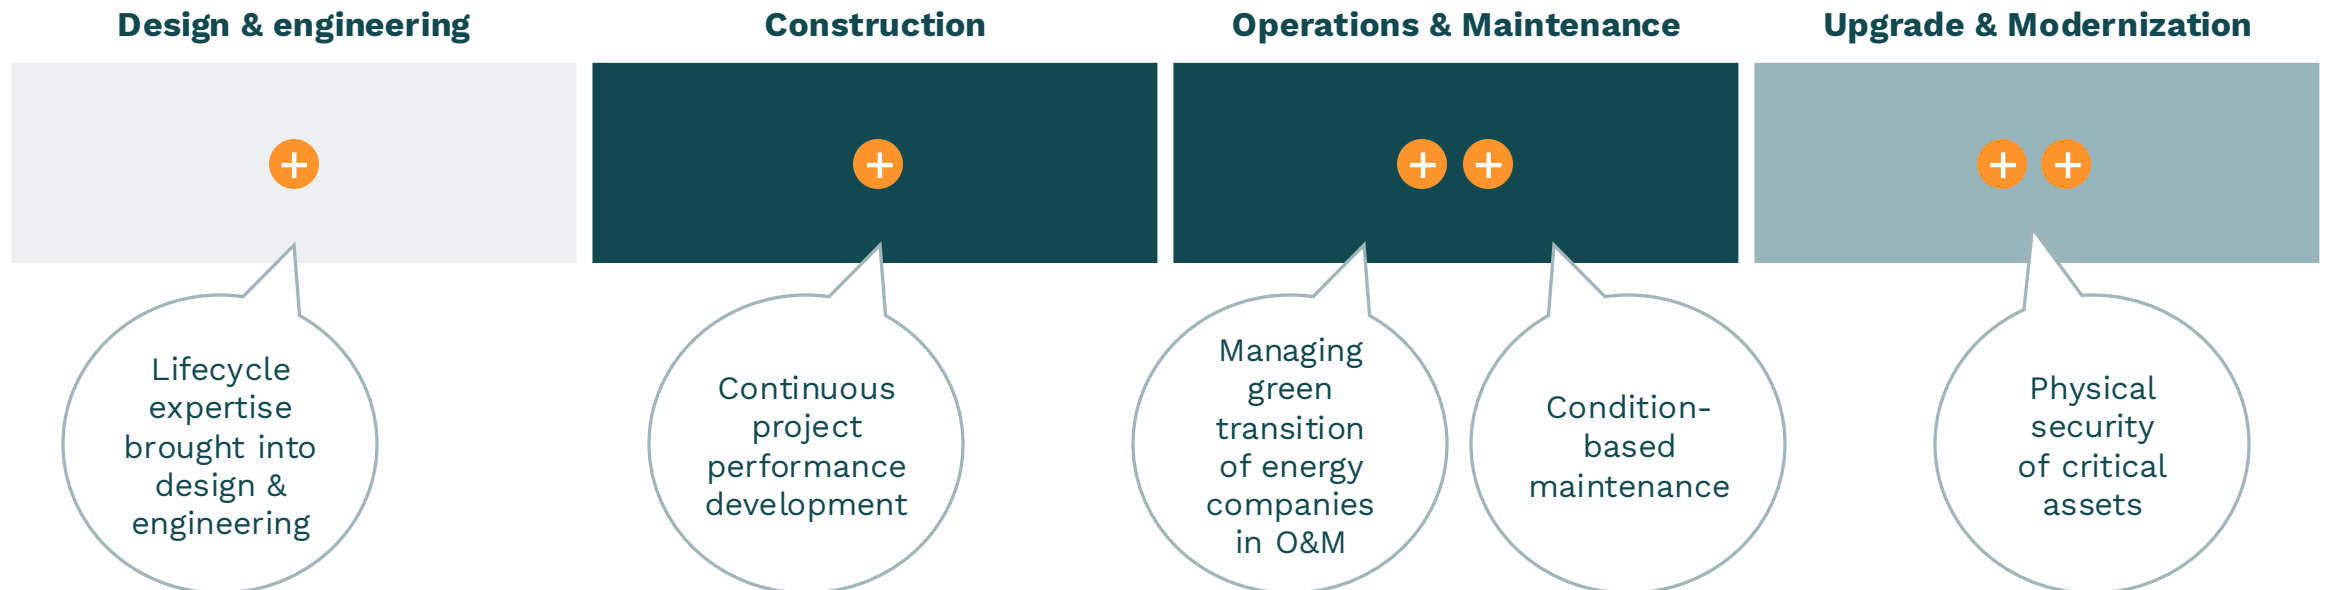 Design & engineering
Construction
Operations & Maintenance
Upgrade & Modernization
+
+
+ +
+ +
Lifecycle
expertise
brought into
design &
engineering
Continuous
project
performance
development
Managing
green
transition
of energy
companies
in O&M
Condition-
based
maintenance
Physical
security
of critical
assets